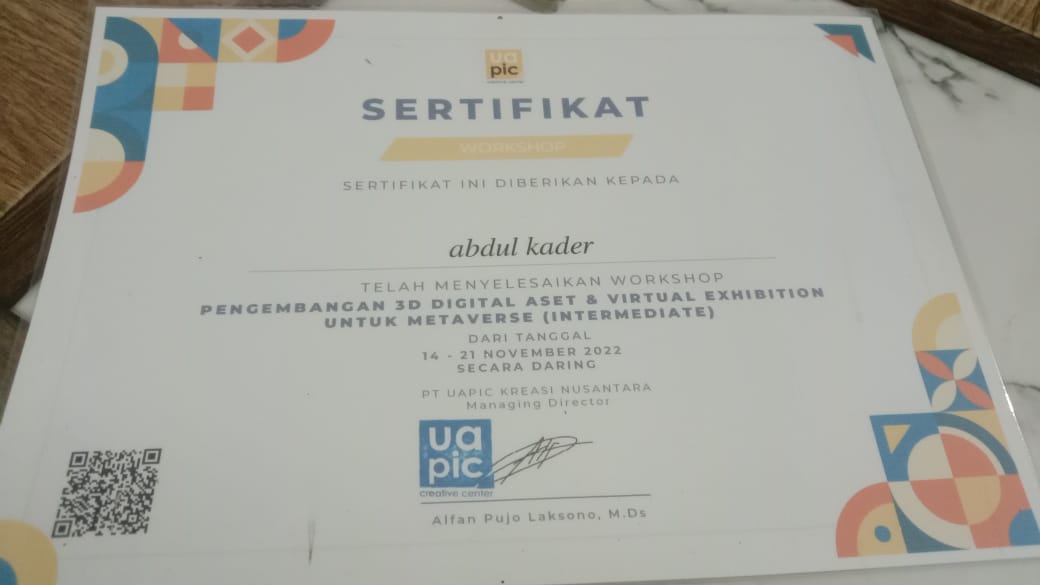 ua
pic
SERTIFIKAT
WORKSHOP
SERTIFIKAT INI DIBERIKAN KEPADA
abdul kader
TELAH MENYELESAIKAN WORKSHOP
PENGEMBANGAN 3D DIGITAL ASET & VIRTUAL EXHIBITION
UNTUK METAVERSE (INTERMEDIATE)
DARI TANGGAL
14 - 21 NOVEMBER 2022
SECARA DARING
PT UAPIC KREASI NUSANTARA
Managing Director
ua
pic
creative center
Alfan Pujo Laksono, M.Ds